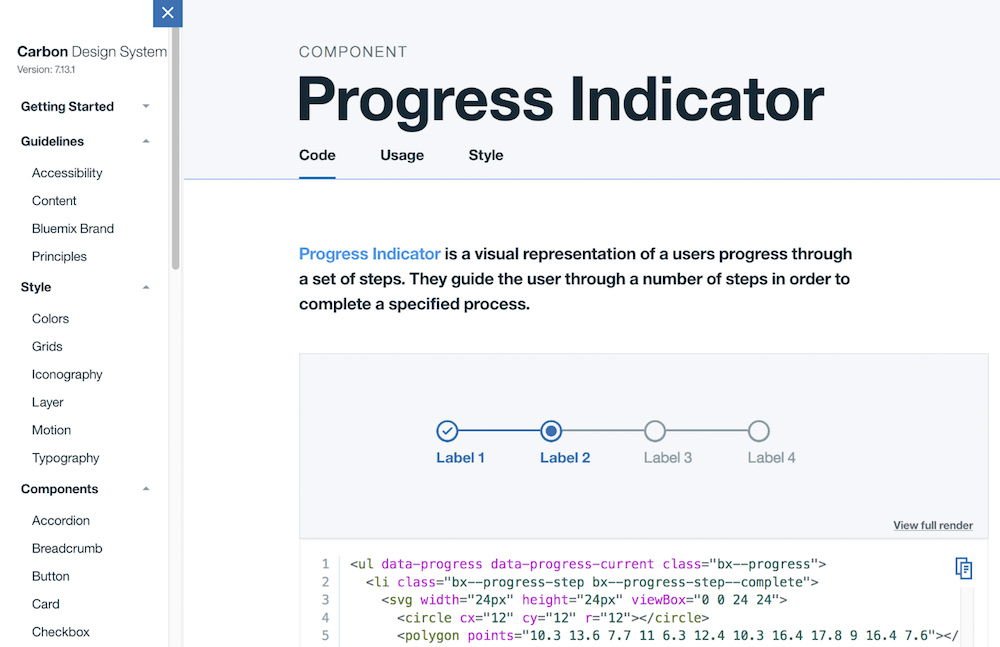 Carbon Design System
Version: 7.13.1
Getting Started
Guidelines
Accessibility
Content
Bluemix Brand
Principles
Style
Colors
Grids
Iconography
Layer
Motion
Typography
Components
Accordion
Breadcrumb
Button
Card
Checkbox
COMPONENT
Progress Indicator
Code Usage Style
Progress Indicator is a visual representation of a users progress through
a set of steps. They guide the user through a number of steps in order to
complete a specified process.
Label 1 Label 2 Label 3 Label 4
View full render
1 <ul data-progress data-progress-current class="bx--progress">
2 <li class="bx--progress-step bx--progress-step--complete">
3 <svg width="24px" height="24px" viewBox="0 0 24 24">
4 <circle cx="12" cy="12" r="12"></circle>
5 <polygon points="10.3 13.6 7.7 11 6.3 12.4 10.3 16.4 17.8 9 16.4 7.6"></